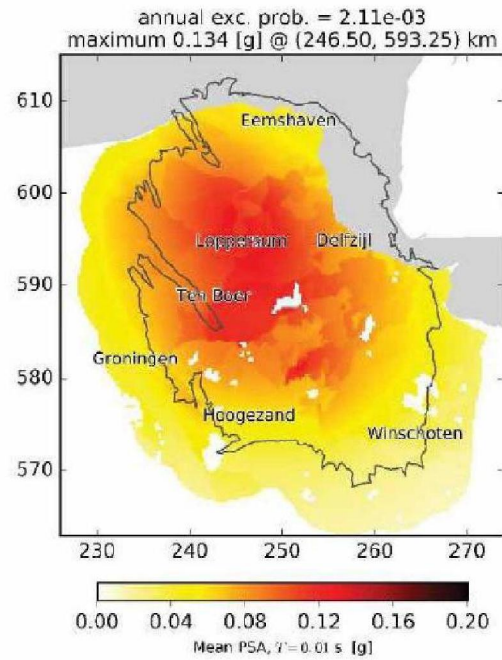 annual exc. prob. = 2.11e-03
maximum 0.134 [g] @ (246.50, 593.25) km
610
Eemshaven
600
Loppersum Delfzijl
590
Ten Boer
Groningen
580
Hoogezand
Winschoten
570
230 240 250 260 270
0.00 0.04 0.08 0.12 0.16 0.20
Mean PSA, T = 0.01 s [g]